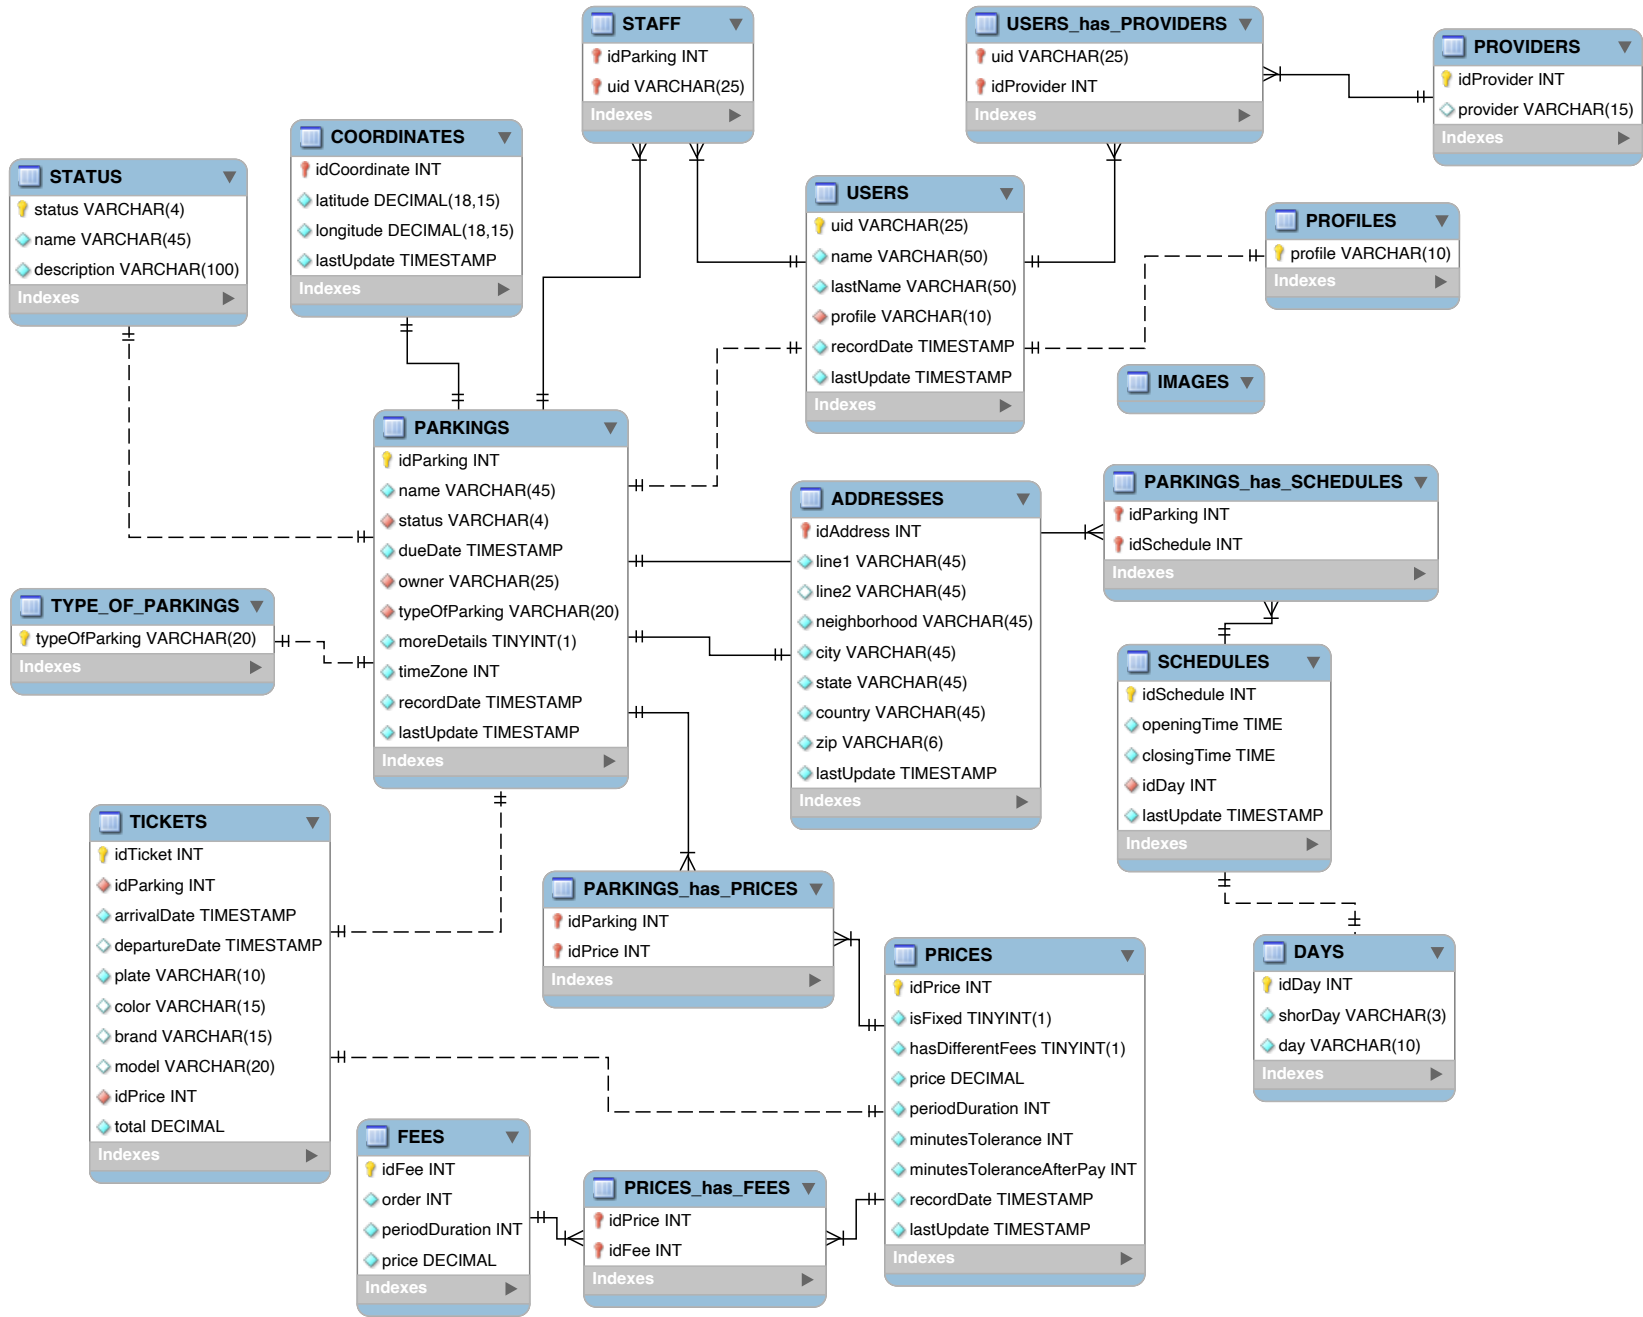 STAFF
idParking INT
uid VARCHAR(25)
Indexes
USERS_has_PROVIDERS
uid VARCHAR(25)
idProvider INT
Indexes
PROVIDERS
idProvider INT
provider VARCHAR(15)
Indexes
COORDINATES
idCoordinate INT
latitude DECIMAL(18,15)
longitude DECIMAL(18,15)
lastUpdate TIMESTAMP
Indexes
STATUS
status VARCHAR(4)
name VARCHAR(45)
description VARCHAR(100)
Indexes
USERS
uid VARCHAR(25)
name VARCHAR(50)
lastName VARCHAR(50)
profile VARCHAR(10)
recordDate TIMESTAMP
lastUpdate TIMESTAMP
Indexes
PROFILES
profile VARCHAR(10)
Indexes
IMAGES
PARKINGS
idParking INT
name VARCHAR(45)
status VARCHAR(4)
dueDate TIMESTAMP
owner VARCHAR(25)
typeOfParking VARCHAR(20)
moreDetails TINYINT(1)
timeZone INT
recordDate TIMESTAMP
lastUpdate TIMESTAMP
Indexes
ADDRESSES
idAddress INT
line1 VARCHAR(45)
line2 VARCHAR(45)
neighborhood VARCHAR(45)
city VARCHAR(45)
state VARCHAR(45)
country VARCHAR(45)
zip VARCHAR(6)
lastUpdate TIMESTAMP
Indexes
PARKINGS_has_SCHEDULES
idParking INT
idSchedule INT
Indexes
TYPE_OF_PARKINGS
typeOfParking VARCHAR(20)
Indexes
SCHEDULES
idSchedule INT
openingTime TIME
closingTime TIME
idDay INT
lastUpdate TIMESTAMP
Indexes
TICKETS
idTicket INT
idParking INT
arrivalDate TIMESTAMP
departureDate TIMESTAMP
plate VARCHAR(10)
color VARCHAR(15)
brand VARCHAR(15)
model VARCHAR(20)
idPrice INT
total DECIMAL
Indexes
PARKINGS_has_PRICES
idParking INT
idPrice INT
Indexes
PRICES
idPrice INT
isFixed TINYINT(1)
hasDifferentFees TINYINT(1)
price DECIMAL
periodDuration INT
minutesTolerance INT
minutesToleranceAfterPay INT
recordDate TIMESTAMP
lastUpdate TIMESTAMP
Indexes
DAYS
idDay INT
shorDay VARCHAR(3)
day VARCHAR(10)
Indexes
FEES
idFee INT
order INT
periodDuration INT
price DECIMAL
Indexes
PRICES_has_FEES
idPrice INT
idFee INT
Indexes